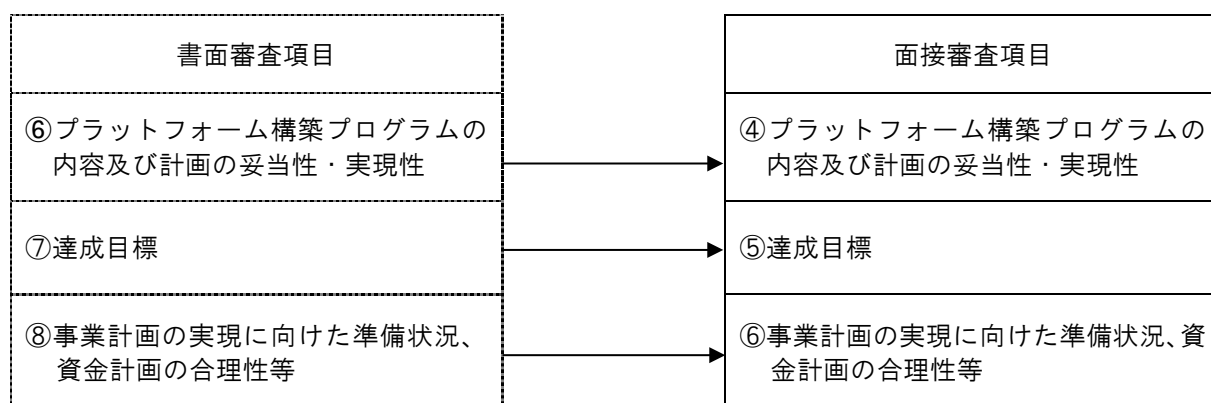 書面審査項目
⑥プラットフォーム構築プログラムの
内容及び計画の妥当性・実現性
⑦達成目標
⑧事業計画の実現に向けた準備状況、
資金計画の合理性等
面接審査項目
④プラットフォーム構築プログラムの
内容及び計画の妥当性・実現性
⑤達成目標
⑥事業計画の実現に向けた準備状況、資
金計画の合理性等